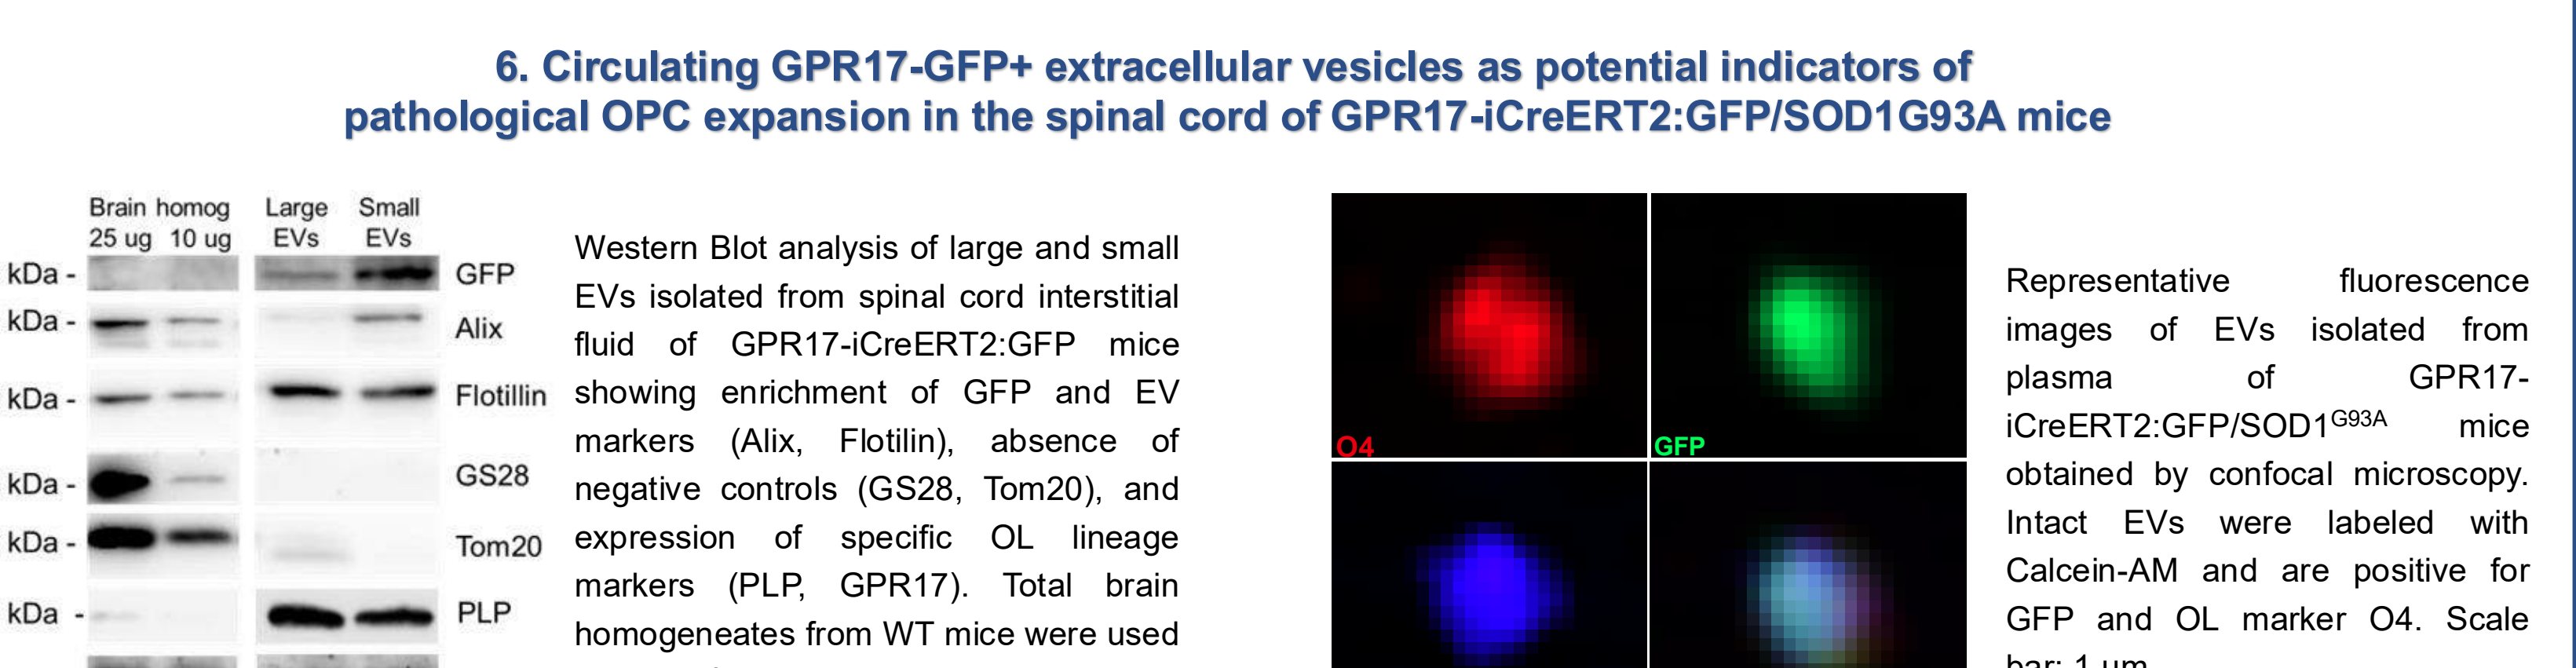 6. Circulating GPR17-GFP+ extracellular vesicles as potential indicators of
pathological OPC expansion in the spinal cord of GPR17-iCreERT2:GFP/SOD1G93A mice
Brain homog
25 ug 10 ug
Large
EVs
Small
EVs
kDa -
GFP
kDa -
Alix
kDa -
Flotillin
kDa -
GS28
kDa -
Tom20
kDa -
PLP
Western Blot analysis of large and small
EVs isolated from spinal cord interstitial
fluid of GPR17-iCreERT2:GFP mice
showing enrichment of GFP and EV
markers (Alix, Flotilin), absence of
negative controls (GS28, Tom20), and
expression of specific OL lineage
markers (PLP, GPR17). Total brain
homogeneates from WT mice were used
O4
GFP
Representative fluorescence
images of EVs isolated from
plasma of GPR17-
iCreERT2:GFP/SOD1G93A mice
obtained by confocal microscopy.
Intact EVs were labeled with
Calcein-AM and are positive for
GFP and OL marker O4. Scale
bar: 1 um